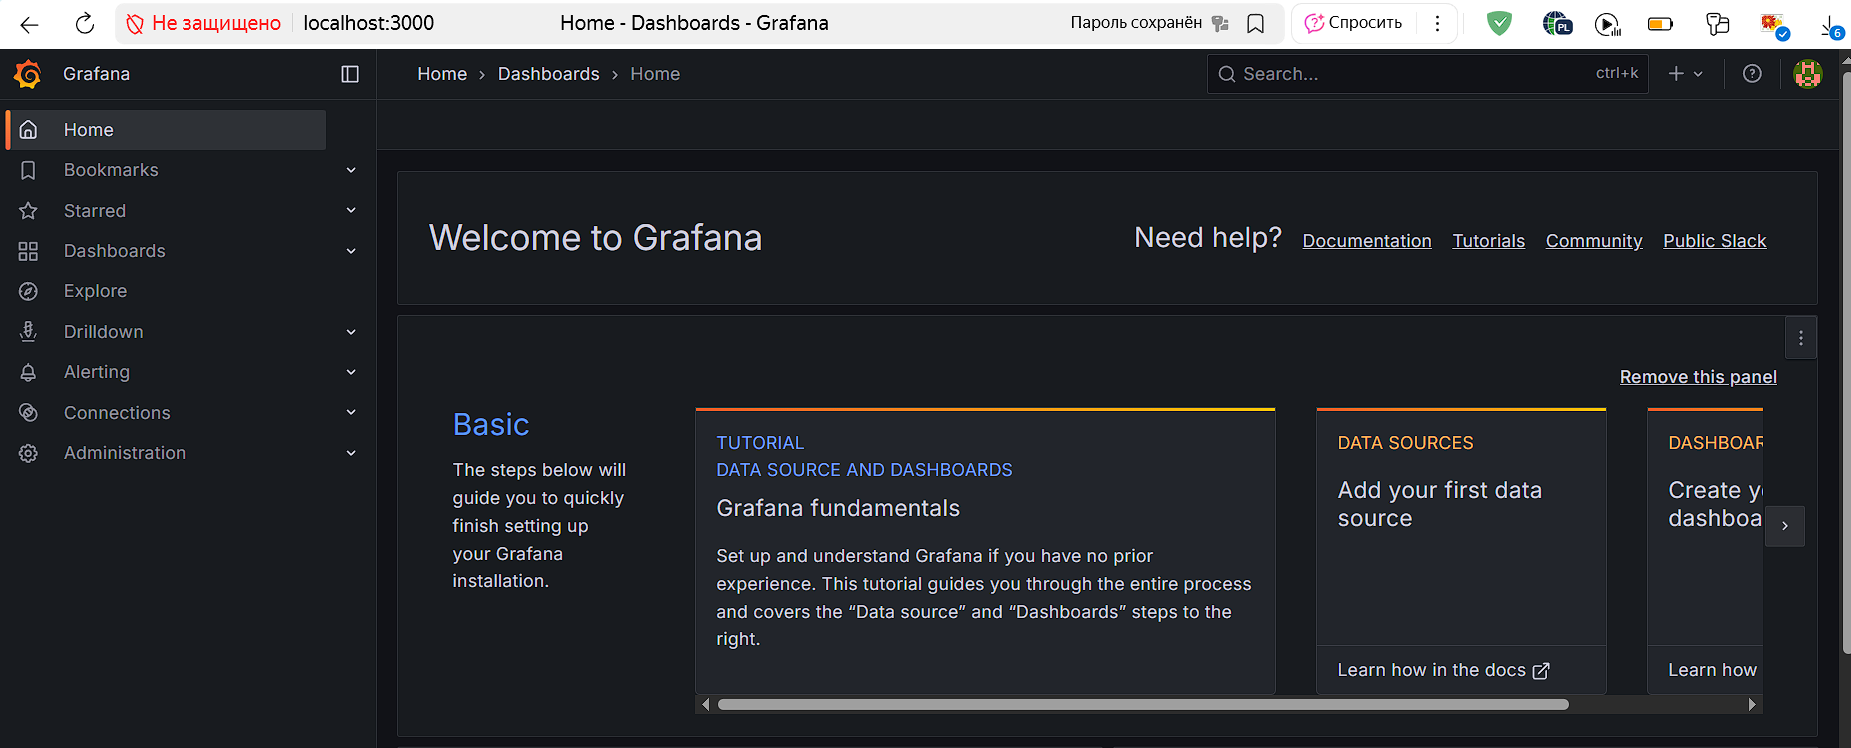 Не защищено localhost:3000 Home - Dashboards - Grafana Пароль сохранён Спросить PL 6
Grafana Home › Dashboards › Home Search... ctrl+k
Home
Bookmarks
Starred
Dashboards
Explore
Drilldown
Alerting
Connections
Administration
Welcome to Grafana
Need help? Documentation Tutorials Community Public Slack
Remove this panel
Basic
The steps below will
guide you to quickly
finish setting up
your Grafana
installation.
TUTORIAL
DATA SOURCE AND DASHBOARDS
Grafana fundamentals
Set up and understand Grafana if you have no prior
experience. This tutorial guides you through the entire process
and covers the “Data source” and “Dashboards” steps to the
right.
DATA SOURCES
Add your first data
source
Learn how in the docs
DASHBOAR
Create y
dashboa
Learn how